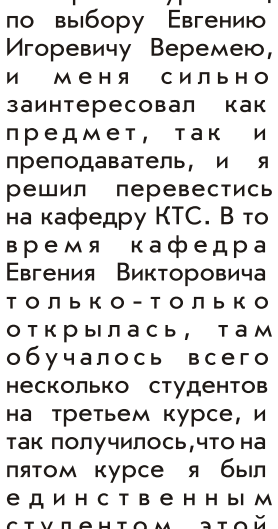 по выбору Евгению
Игоревичу Веремею,
и меня сильно
заинтересовал как
предмет, так и
преподаватель, и я
решил перевестись
на кафедру КТС. В то
время кафедра
Евгения Викторовича
только-только
открылась, там
обучалось всего
несколько студентов
на третьем курсе, и
так получилось,что на
пятом курсе я был
единственным
студентом этой